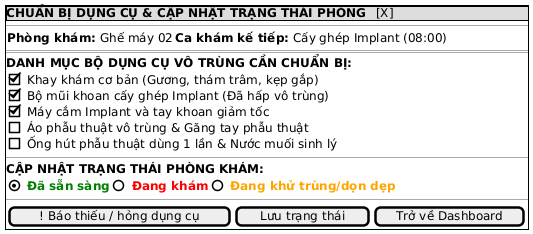 CHUẨN BỊ DỤNG CỤ & CẬP NHẬT TRẠNG THÁI PHÒNG [X]
Phòng khám: Ghế máy 02 Ca khám kế tiếp: Cấy ghép Implant (08:00)
DANH MỤC BỘ DỤNG CỤ VÔ TRÙNG CẦN CHUẨN BỊ:
Khay khám cơ bản (Gương, thám trâm, kẹp gắp)
Bộ mũi khoan cấy ghép Implant (Đã hấp vô trùng)
Máy cắm Implant và tay khoan giảm tốc
Áo phẫu thuật vô trùng & Găng tay phẫu thuật
Ống hút phẫu thuật dùng 1 lần & Nước muối sinh lý
CẬP NHẬT TRẠNG THÁI PHÒNG KHÁM:
Đã sẵn sàng Đang khám Đang khử trùng/dọn dẹp
! Báo thiếu / hỏng dụng cụ Lưu trạng thái Trở về Dashboard